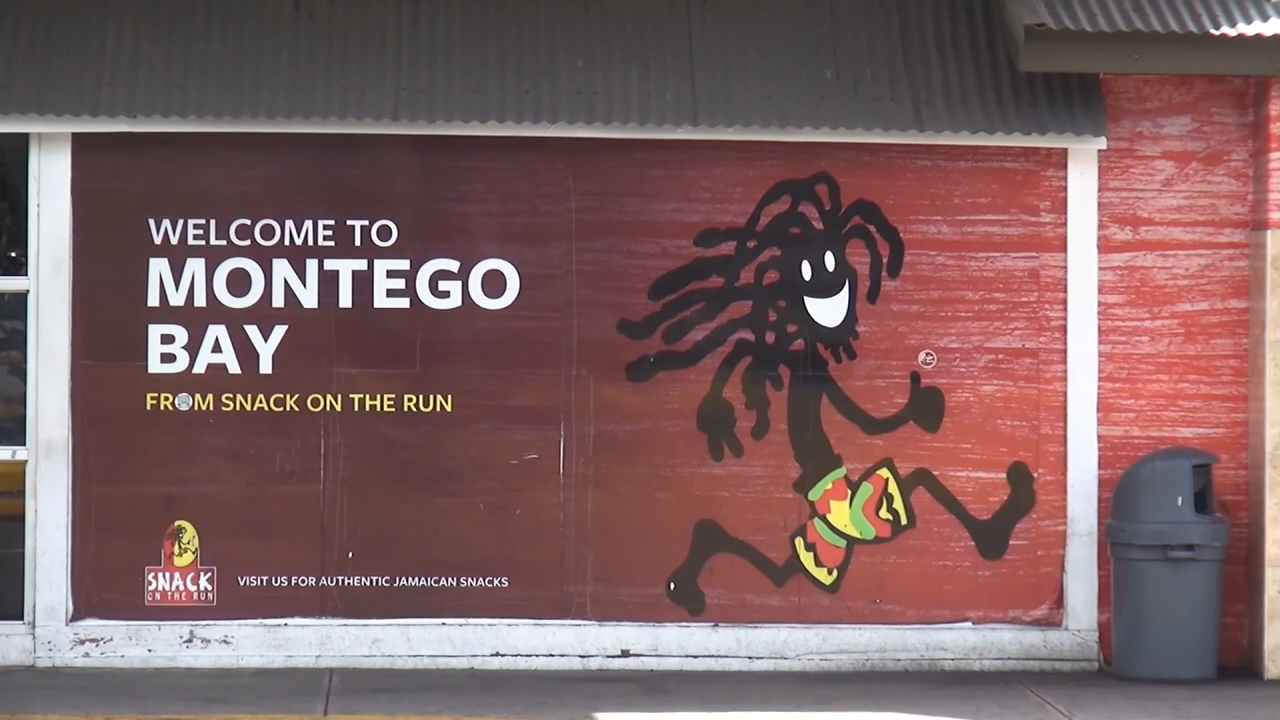 WELCOME TO
MONTEGO
BAY
FROM SNACK ON THE RUN
SNACK
ON THE RUN
VISIT US FOR AUTHENTIC JAMAICAN SNACKS